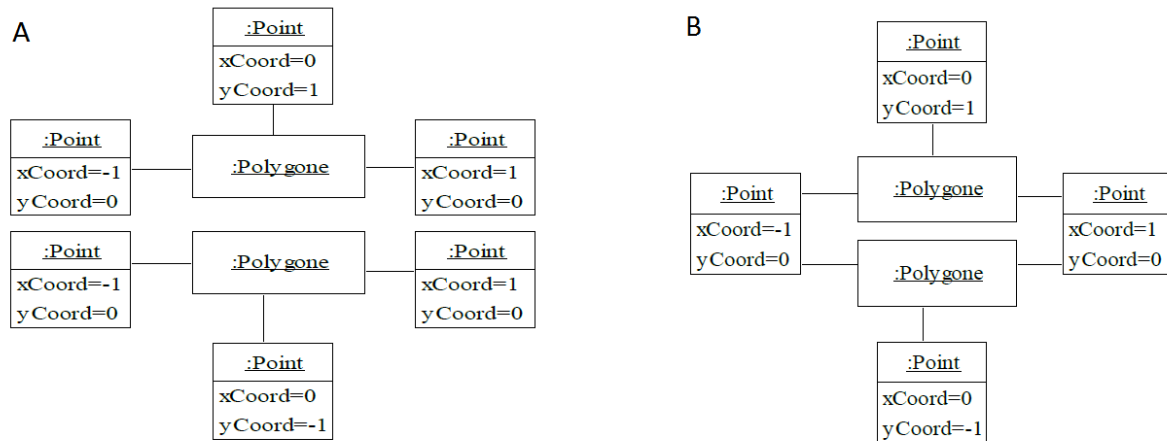 A
:Point
xCoord=0
yCoord=1
:Point
xCoord=-1
yCoord=0
:Polygone
:Point
xCoord=1
yCoord=0
:Point
xCoord=-1
yCoord=0
:Polygone
:Point
xCoord=1
yCoord=0
:Point
xCoord=0
yCoord=-1
B
:Point
xCoord=0
yCoord=1
:Point
xCoord=-1
yCoord=0
:Polygone
:Polygone
:Point
xCoord=1
yCoord=0
:Point
xCoord=0
yCoord=-1